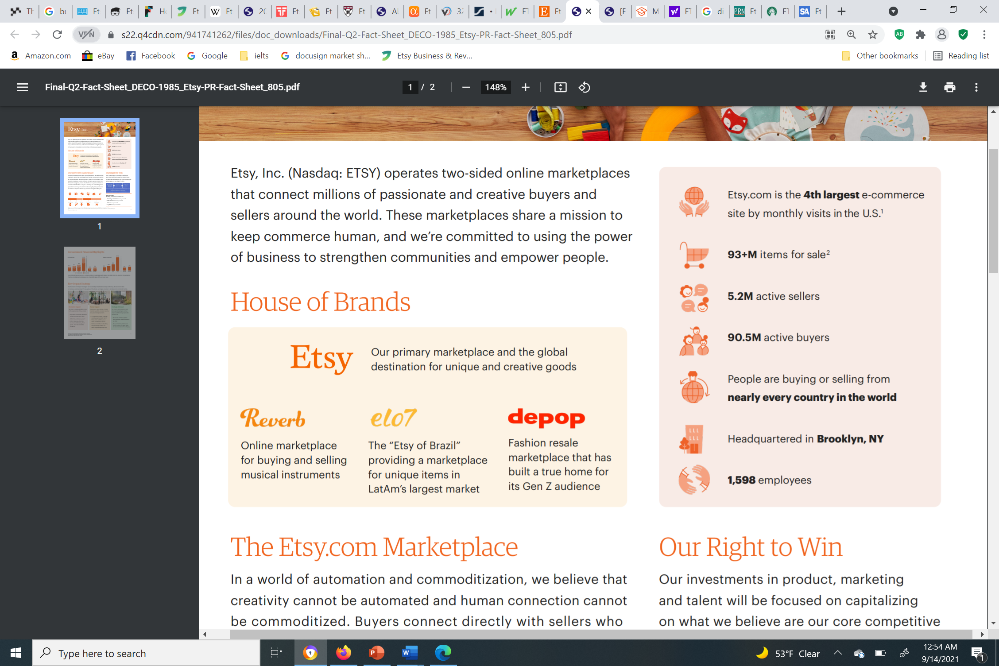 Th
bu
Et
Et
Ho
Et
Et
20
Et
Et
Et
Al
Et
32
ET
Et
[F
M
ET
di
Et
ET
Et
s22.q4cdn.com/941741262/files/doc_downloads/Final-Q2-Fact-Sheet_DECO-1985_Etsy-PR-Fact-Sheet_805.pdf
Amazon.com
eBay
Facebook
Google
ielts
docusign market sh...
Etsy Business & Rev...
Other bookmarks
Reading list
Final-Q2-Fact-Sheet_DECO-1985_Etsy-PR-Fact-Sheet_805.pdf
1 / 2
148%
Etsy Inc.
1
2
Etsy, Inc. (Nasdaq: ETSY) operates two-sided online marketplaces
that connect millions of passionate and creative buyers and
sellers around the world. These marketplaces share a mission to
keep commerce human, and we’re committed to using the power
of business to strengthen communities and empower people.
House of Brands
Etsy
Our primary marketplace and the global
destination for unique and creative goods
Reverb
Online marketplace
for buying and selling
musical instruments
elo7
The “Etsy of Brazil”
providing a marketplace
for unique items in
LatAm’s largest market
depop
Fashion resale
marketplace that has
built a true home for
its Gen Z audience
Etsy.com is the 4th largest e-commerce
site by monthly visits in the U.S.¹
93+M items for sale²
5.2M active sellers
90.5M active buyers
People are buying or selling from
nearly every country in the world
Headquartered in Brooklyn, NY
1,598 employees
The Etsy.com Marketplace
In a world of automation and commoditization, we believe that
creativity cannot be automated and human connection cannot
be commoditized. Buyers connect directly with sellers who
Our Right to Win
Our investments in product, marketing
and talent will be focused on capitalizing
on what we believe are our core competitive
Type here to search
53°F Clear
12:54 AM
9/14/2021
1